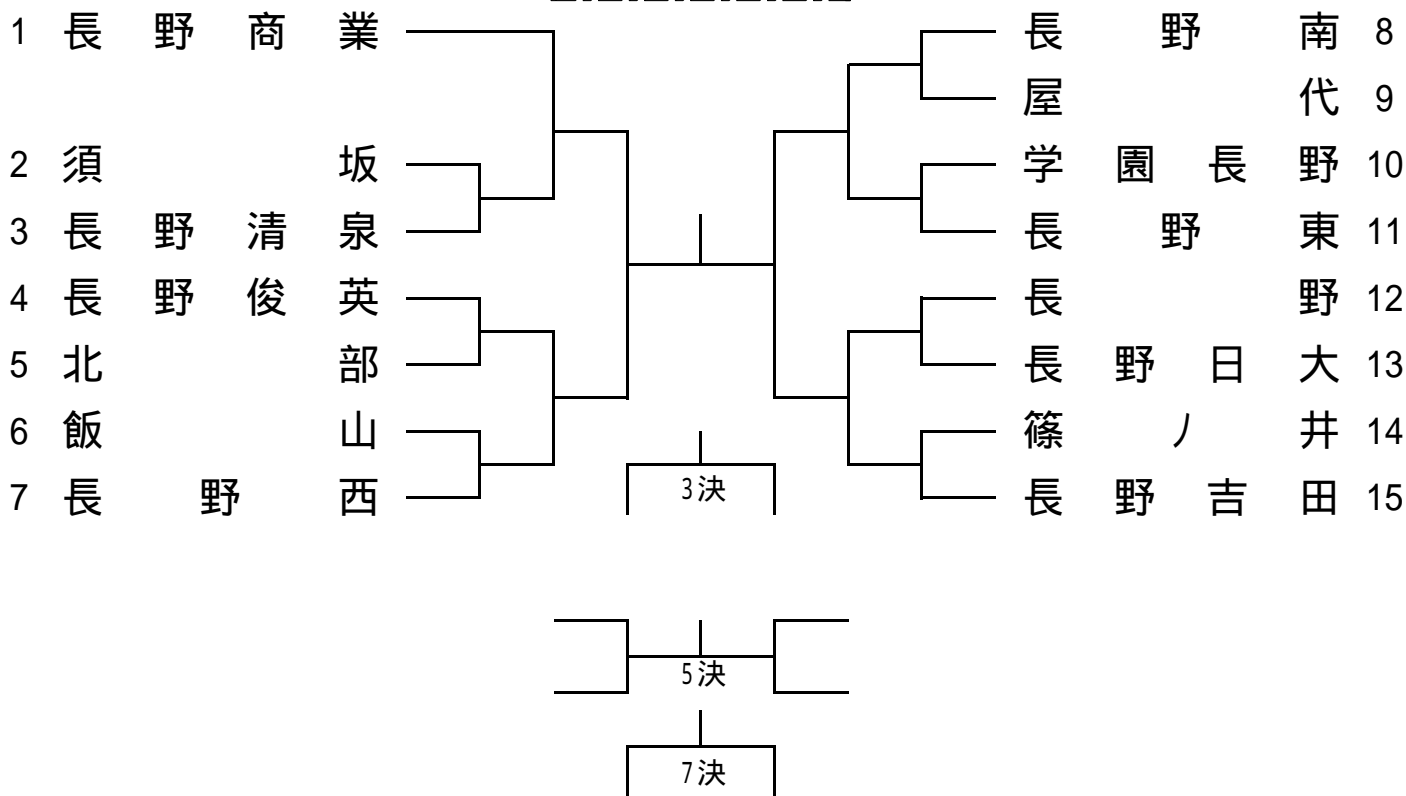 1 長野商業
2 須坂
3 長野清泉
4 長野俊英
5 北部
6 飯山
7 長野西
長野南 8
屋代 9
学園長野 10
長野東 11
長野 12
長野日大 13
篠ノ井 14
長野吉田 15
3決
5決
7決